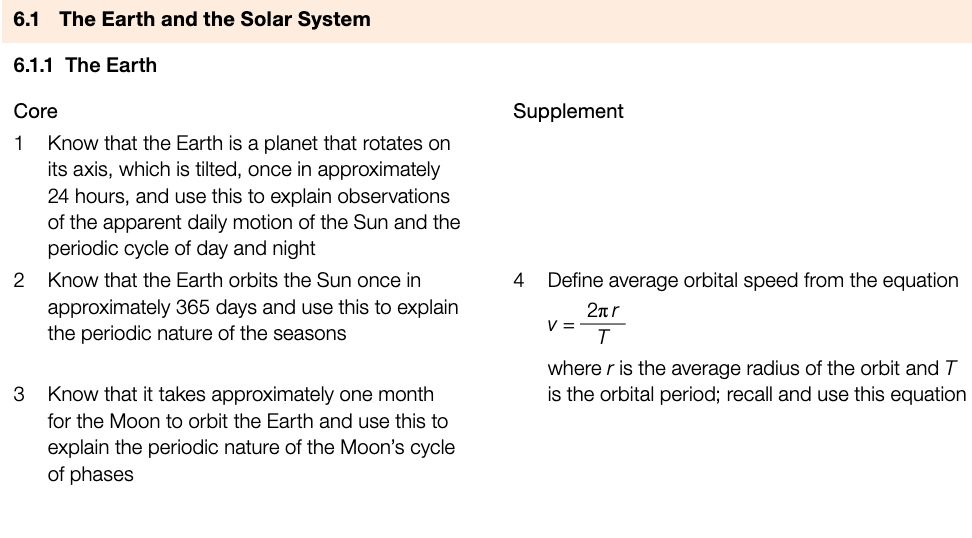 6.1 The Earth and the Solar System
6.1.1 The Earth
Core
1 Know that the Earth is a planet that rotates on
its axis, which is tilted, once in approximately
24 hours, and use this to explain observations
of the apparent daily motion of the Sun and the
periodic cycle of day and night
2 Know that the Earth orbits the Sun once in
approximately 365 days and use this to explain
the periodic nature of the seasons
3 Know that it takes approximately one month
for the Moon to orbit the Earth and use this to
explain the periodic nature of the Moon’s cycle
of phases
Supplement
4 Define average orbital speed from the equation
v = 2π r / T
where r is the average radius of the orbit and T
is the orbital period; recall and use this equation